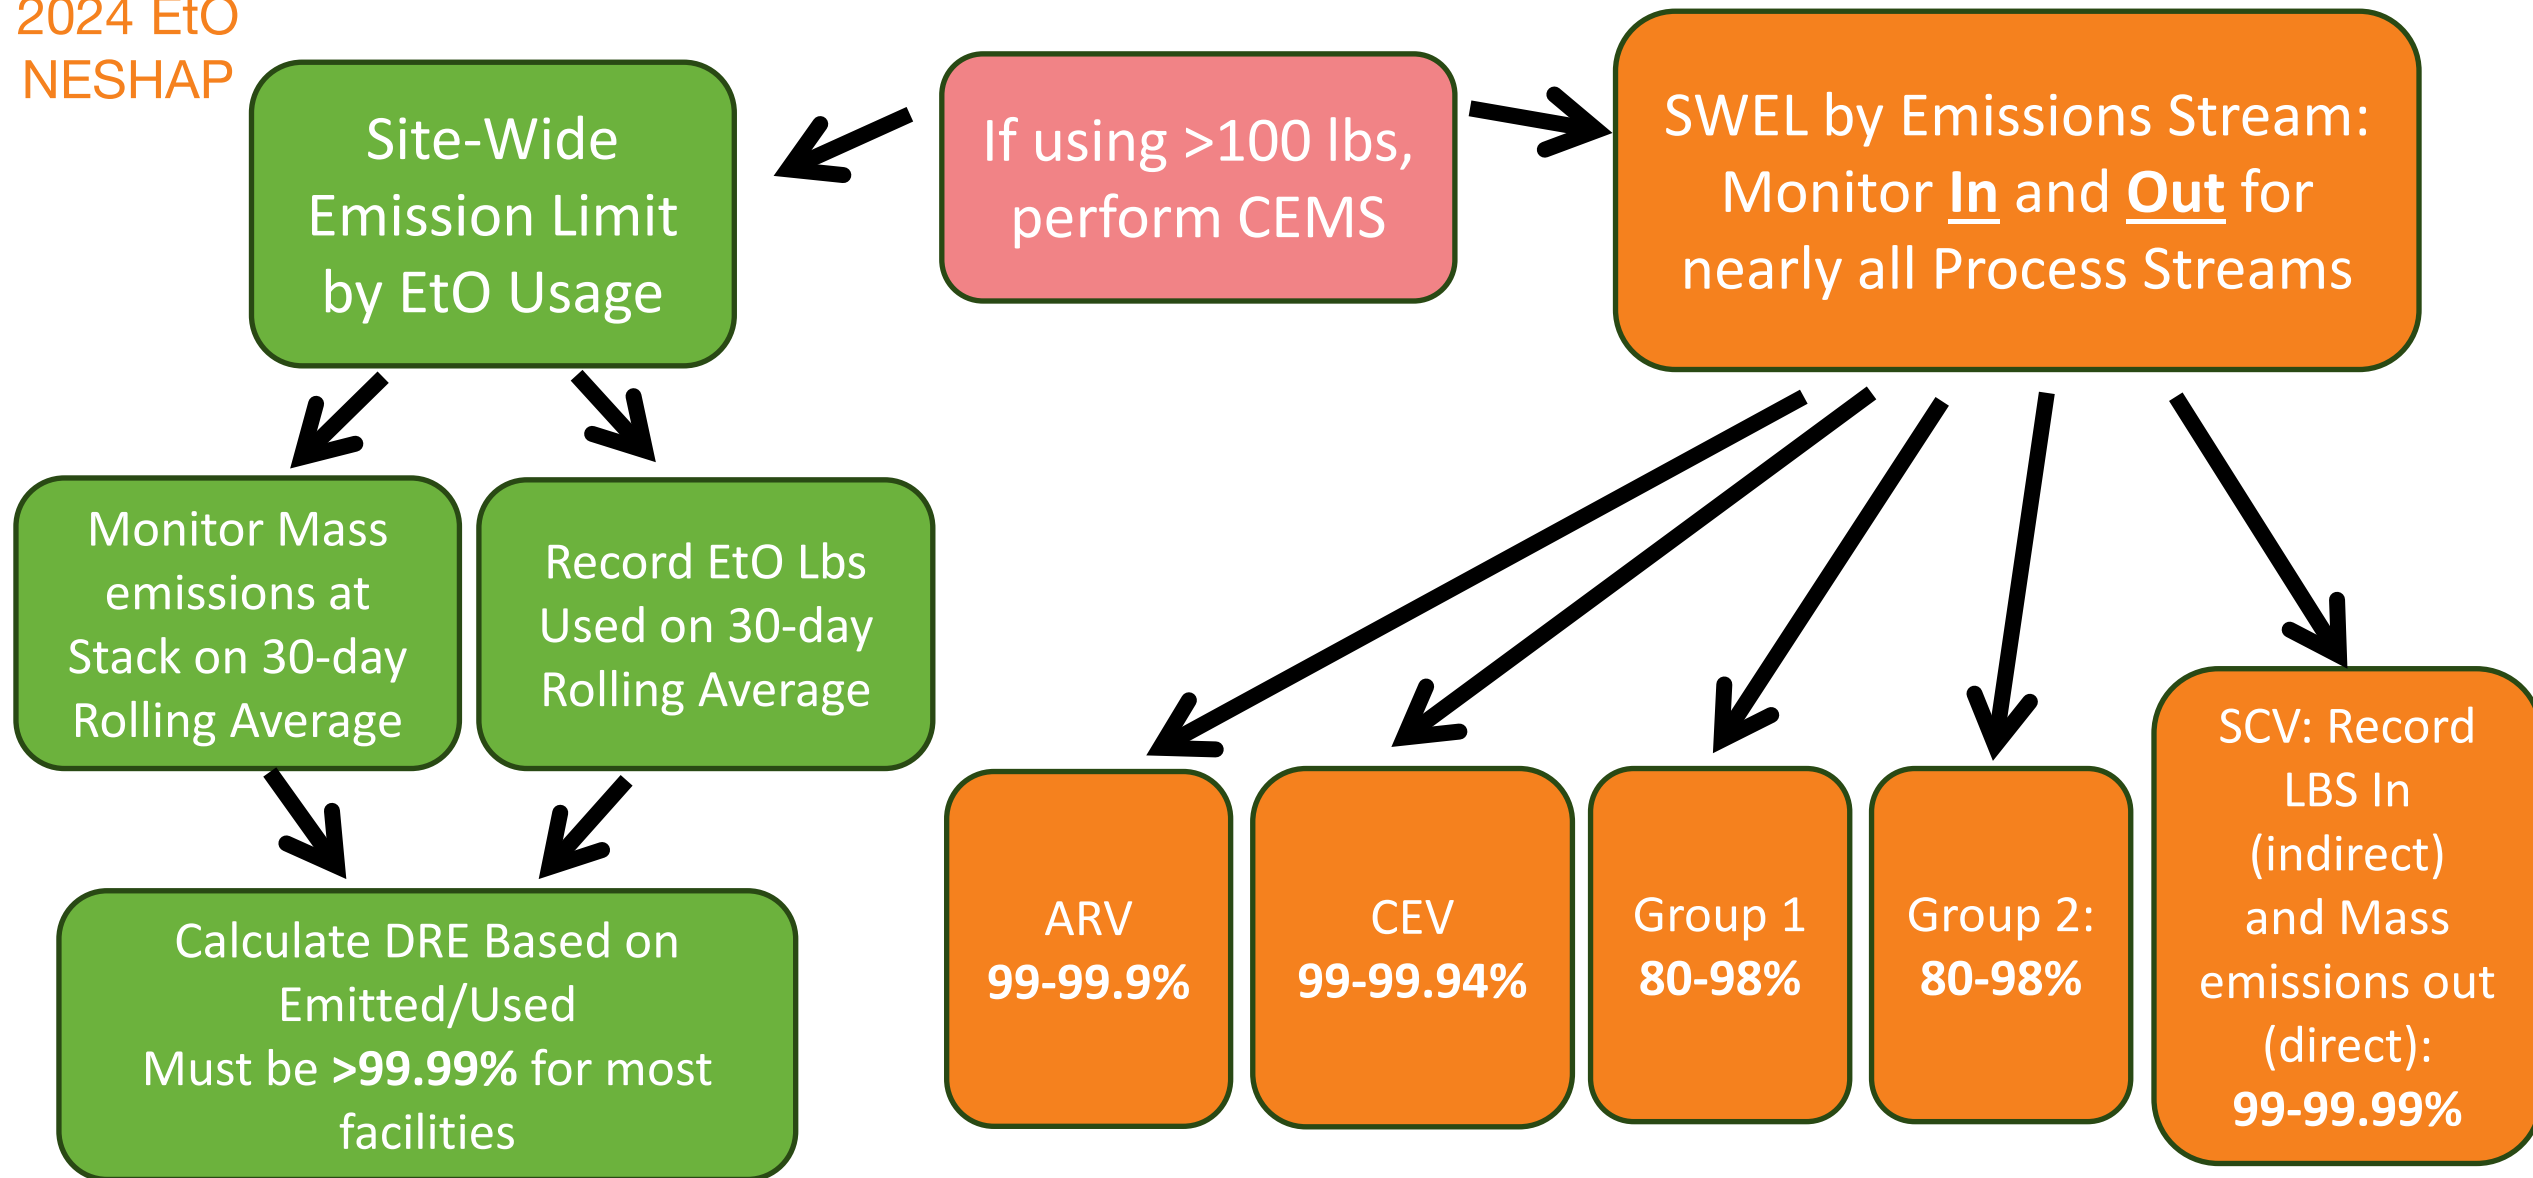 2024 EtO
NESHAP
Site-Wide
Emission Limit
by EtO Usage
If using >100 lbs,
perform CEMS
SWEL by Emissions Stream:
Monitor In and Out for
nearly all Process Streams
Monitor Mass
emissions at
Stack on 30-day
Rolling Average
Record EtO Lbs
Used on 30-day
Rolling Average
Calculate DRE Based on
Emitted/Used
Must be >99.99% for most
facilities
ARV
99-99.9%
CEV
99-99.94%
Group 1
80-98%
Group 2:
80-98%
SCV: Record
LBS In
(indirect)
and Mass
emissions out
(direct):
99-99.99%